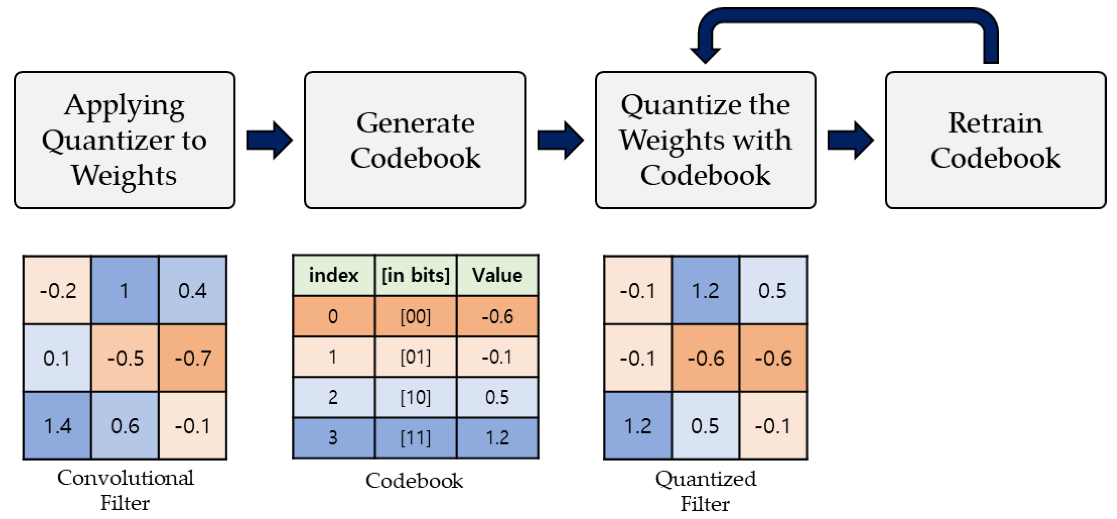 Applying
Quantizer to
Weights
Generate
Codebook
Quantize the
Weights with
Codebook
Retrain
Codebook
-0.2 1 0.4
0.1 -0.5 -0.7
1.4 0.6 -0.1
Convolutional
Filter
index [in bits] Value
0 [00] -0.6
1 [01] -0.1
2 [10] 0.5
3 [11] 1.2
Codebook
-0.1 1.2 0.5
-0.1 -0.6 -0.6
1.2 0.5 -0.1
Quantized
Filter